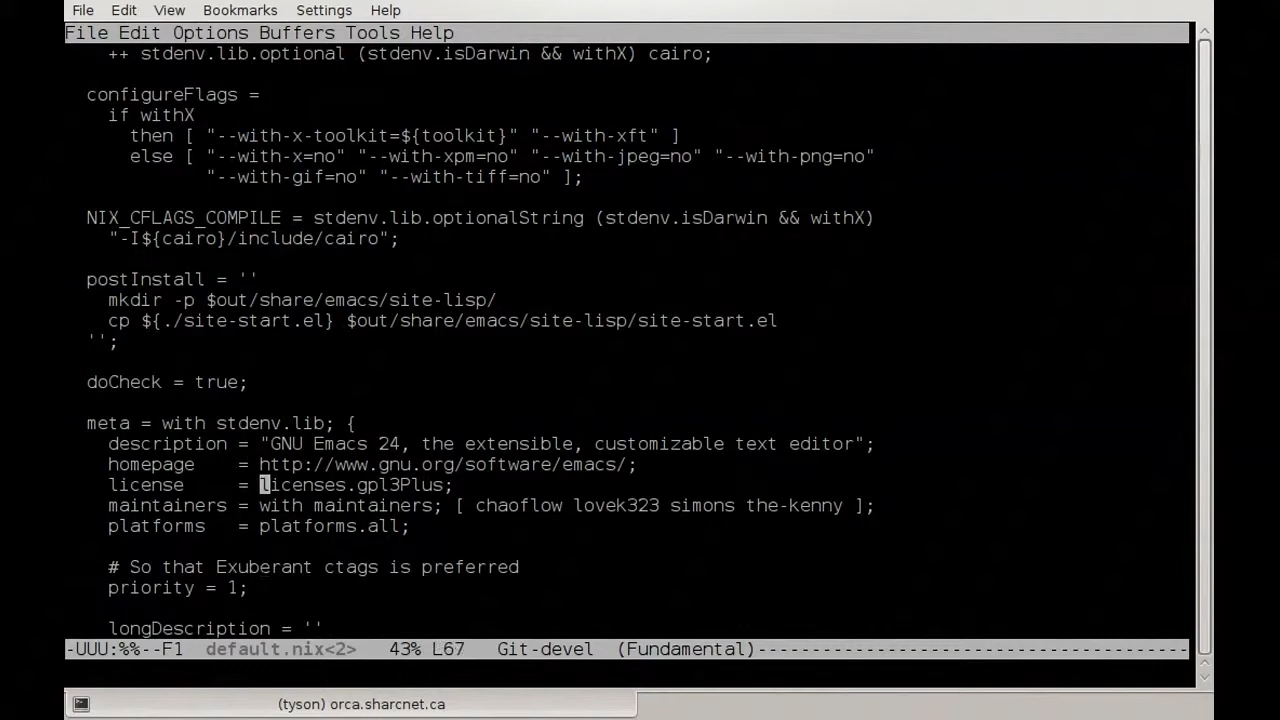 File Edit View Bookmarks Settings Help
File Edit Options Buffers Tools Help
++ stdenv.lib.optional (stdenv.isDarwin && withX) cairo;
configureFlags =
if withX
then [ "--with-x-toolkit=${toolkit}" "--with-xft" ]
else [ "--with-x=no" "--with-xpm=no" "--with-jpeg=no" "--with-png=no"
"--with-gif=no" "--with-tiff=no" ];
NIX_CFLAGS_COMPILE = stdenv.lib.optionalString (stdenv.isDarwin && withX)
"-I${cairo}/include/cairo";
postInstall = ''
mkdir -p $out/share/emacs/site-lisp/
cp ${./site-start.el} $out/share/emacs/site-lisp/site-start.el
'';
doCheck = true;
meta = with stdenv.lib; {
description = "GNU Emacs 24, the extensible, customizable text editor";
homepage    = http://www.gnu.org/software/emacs/;
license     = licenses.gpl3Plus;
maintainers = with maintainers; [ chaoflow lovek323 simons the-kenny ];
platforms   = platforms.all;
# So that Exuberant ctags is preferred
priority = 1;
longDescription = ''
-UUU:%%--F1  default.nix<2>   43% L67   Git-devel  (Fundamental)----------------------------------------
(tyson) orca.sharcnet.ca